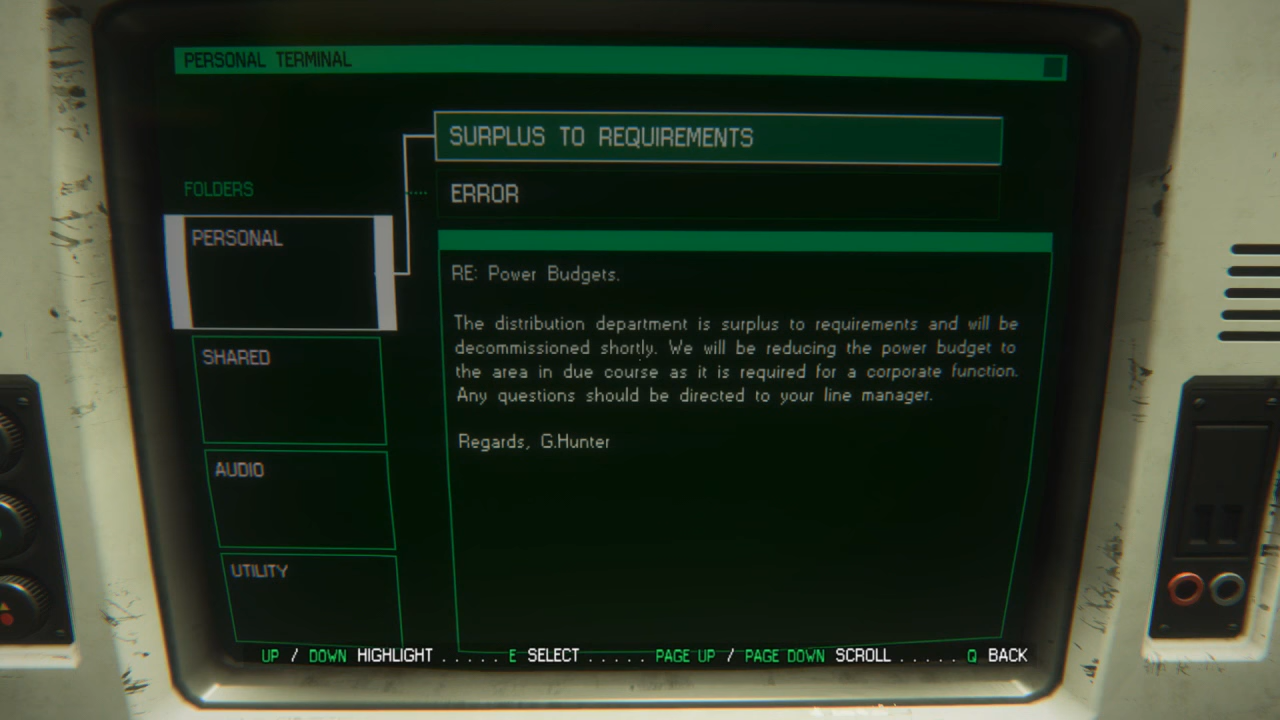 PERSONAL TERMINAL
SURPLUS TO REQUIREMENTS
FOLDERS
ERROR
PERSONAL
RE: Power Budgets.
The distribution department is surplus to requirements and will be
decommissioned shortly. We will be reducing the power budget to
the area in due course as it is required for a corporate function.
Any questions should be directed to your line manager.
Regards, G.Hunter
SHARED
AUDIO
UTILITY
UP / DOWN HIGHLIGHT ..... E SELECT ..... PAGE UP / PAGE DOWN SCROLL ..... Q BACK